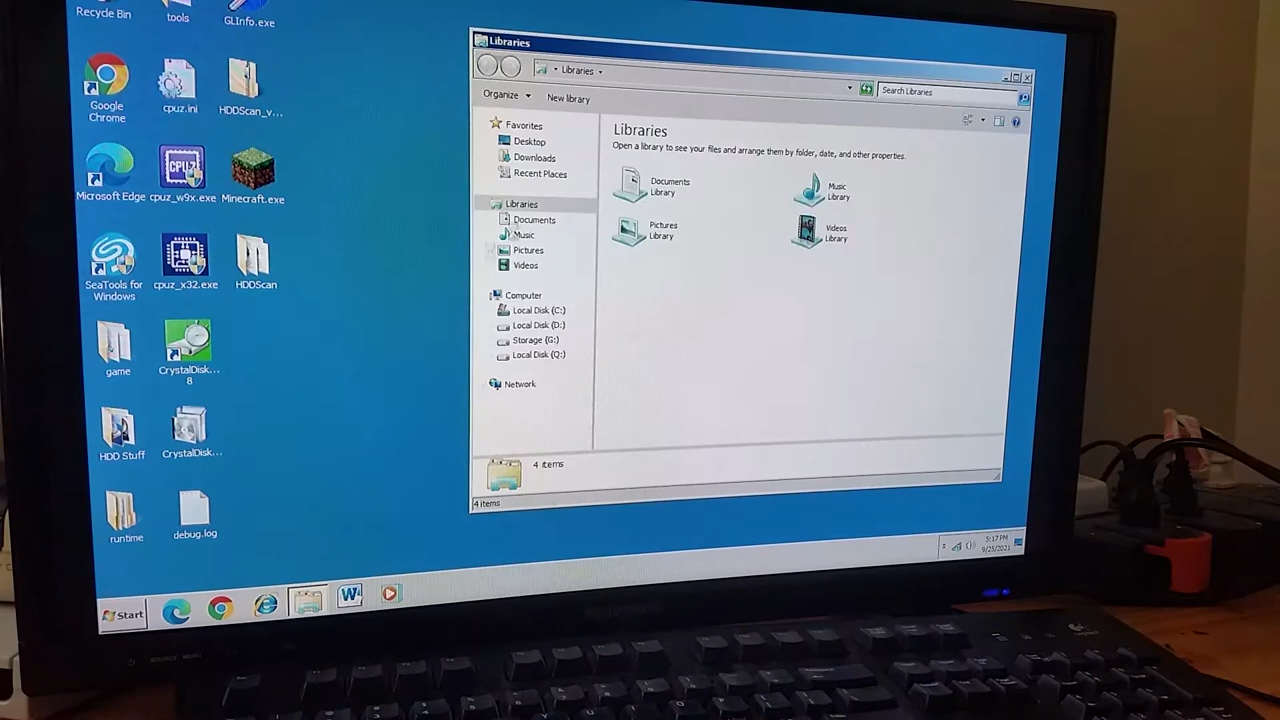 Recycle Bin
tools
GLInfo.exe
Google
Chrome
cpuz.ini
HDDScan_v...
Microsoft Edge
CPU-Z
cpuz_w9x.exe
Minecraft.exe
SeaTools for
Windows
cpuz_x32.exe
HDDScan
game
CrystalDisk...
8
HDD Stuff
CrystalDisk...
runtime
debug.log
Libraries
Libraries
Search Libraries
Organize
New library
Favorites
Desktop
Downloads
Recent Places
Libraries
Documents
Music
Pictures
Videos
Computer
Local Disk (C:)
Local Disk (D:)
Storage (G:)
Local Disk (Q:)
Network
Libraries
Open a library to see your files and arrange them by folder, date, and other properties.
Documents
Library
Music
Library
Pictures
Library
Videos
Library
4 items
4 items
Start
W
5:17 PM
9/25/2021
SOURCE MENU